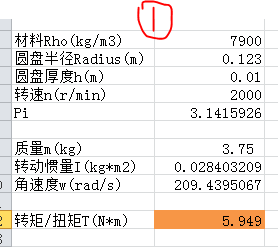 1
材料Rho(kg/m3) 7900
圆盘半径Radius(m) 0.123
圆盘厚度h(m) 0.01
转速n(r/min) 2000
Pi 3.1415926
质量m(kg) 3.75
转动惯量I(kg*m2) 0.028403209
角速度w(rad/s) 209.4395067
转矩/扭矩T(N*m) 5.949